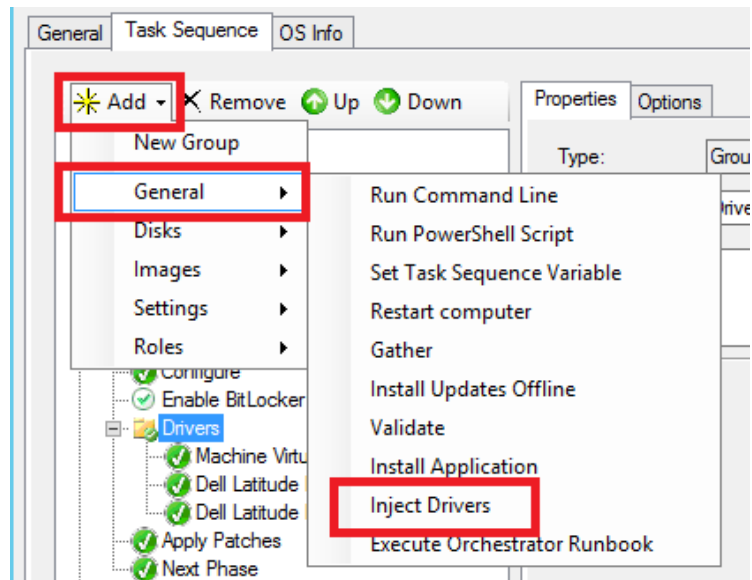 General Task Sequence OS Info
Add Remove Up Down
Properties Options
New Group
Type: Grou
General
Disks
Images
Settings
Roles
Run Command Line
Run PowerShell Script
Set Task Sequence Variable
Restart computer
Gather
Install Updates Offline
Validate
Install Application
Inject Drivers
Execute Orchestrator Runbook
Configure
Enable BitLocker
Drivers
Machine Virtu
Dell Latitude
Dell Latitude
Apply Patches
Next Phase